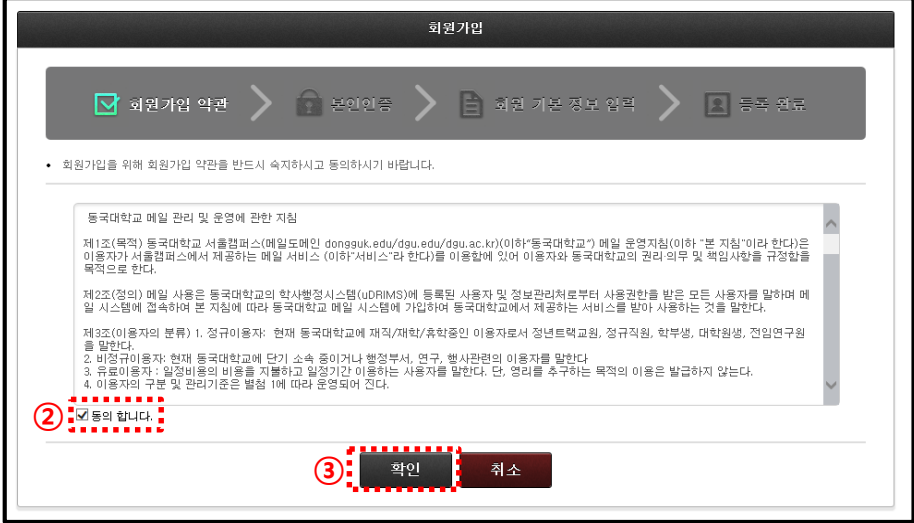 회원가입
회원가입 약관
본인인증
회원 기본 정보 입력
등록 완료
• 회원가입을 위해 회원가입 약관을 반드시 숙지하시고 동의하시기 바랍니다.
동국대학교 메일 관리 및 운영에 관한 지침
제1조(목적) 동국대학교 서울캠퍼스(메일도메인 dongguk.edu/dgu.edu/dgu.ac.kr)(이하“동국대학교”) 메일 운영지침(이하 "본 지침"이라 한다)은
이용자가 서울캠퍼스에서 제공하는 메일 서비스 (이하"서비스"라 한다)를 이용함에 있어 이용자와 동국대학교의 권리·의무 및 책임사항을 규정함을
목적으로 한다.
제2조(정의) 메일 사용은 동국대학교의 학사행정시스템(uDRIMS)에 등록된 사용자 및 정보관리처로부터 사용권한을 받은 모든 사용자를 말하며 메
일 시스템에 접속하여 본 지침에 따라 동국대학교 메일 시스템에 가입하여 동국대학교에서 제공하는 서비스를 받아 사용하는 것을 말한다.
제3조(이용자의 분류) 1. 정규이용자: 현재 동국대학교에 재직/재학/휴학중인 이용자로서 정년트랙교원, 정규직원, 학부생, 대학원생, 전임연구원
을 말한다.
2. 비정규이용자: 현재 동국대학교에 단기 소속 중이거나 행정부서, 연구, 행사관련의 이용자를 말한다
3. 유료이용자 : 일정비용의 비용을 지불하고 일정기간 이용하는 사용자를 말한다. 단, 영리를 추구하는 목적의 이용은 발급하지 않는다.
4. 이용자의 구분 및 관리기준은 별첨 1에 따라 운영되어 진다.
② 동의 합니다.
③ 확인 취소